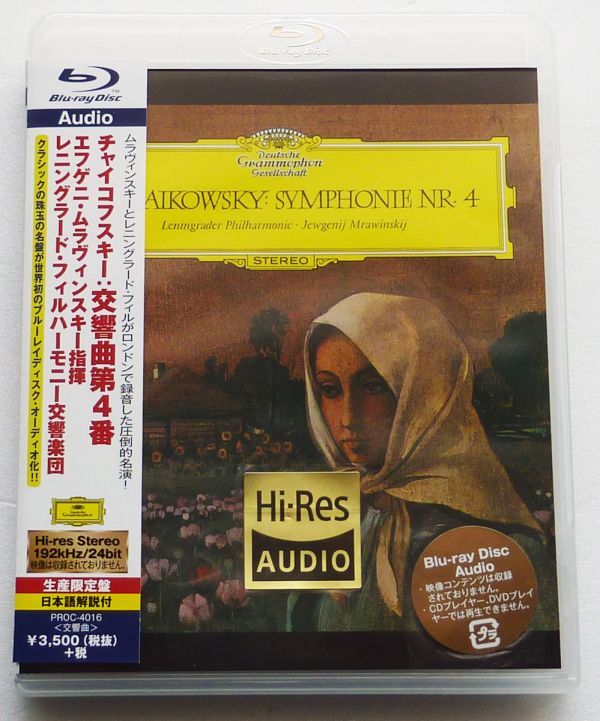 Blu-ray Disc
Blu-ray Disc™
Audio
ムラヴィンスキーとレニングラード・フィルがロンドンで録音した圧倒的名演!
チャイコフスキー:交響曲第4番
エフゲニ・ムラヴィンスキー指揮
レニングラード・フィルハーモニー交響楽団
クラシックの珠玉の名盤が世界初のブルーレイディスク・オーディオ化!!
Deutsche
Grammophon
Hi-res Stereo
192kHz/24bit
映像は収録されておりません。
生産限定盤
日本語解説付
PROC-4016
<交響曲>
¥3,500(税抜)
+税
Deutsche
Grammophon
Gesellschaft
AIKOWSKY: SYMPHONIE NR. 4
Leningrader Philharmonic · Jewgenij Mrawinskij
STEREO
Hi-Res
AUDIO
Blu-ray Disc
Audio
・映像コンテンツは収録
されておりません。
・CDプレイヤー、DVDプレイ
ヤーでは再生できません。
プラ